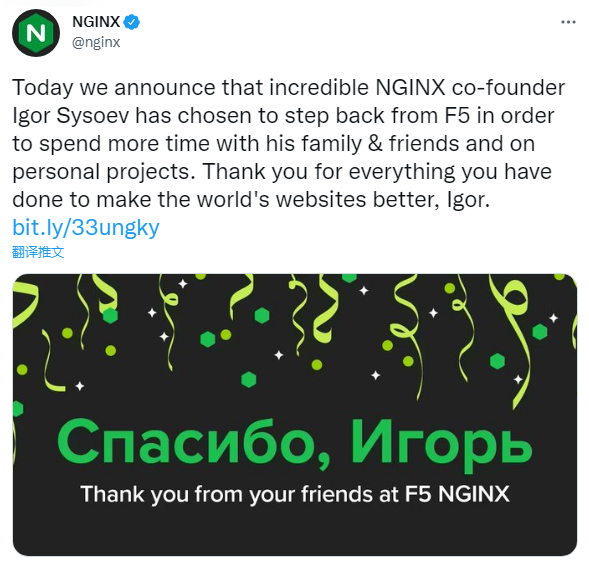 NGINX
@nginx
Today we announce that incredible NGINX co-founder
Igor Sysoev has chosen to step back from F5 in order
to spend more time with his family & friends and on
personal projects. Thank you for everything you have
done to make the world's websites better, Igor.
bit.ly/33ungky
翻译推文
Спасибо, Игорь
Thank you from your friends at F5 NGINX